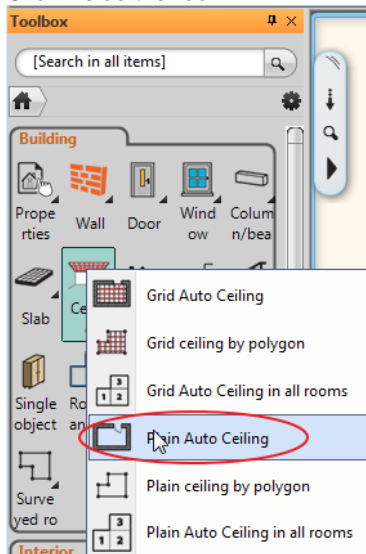 Toolbox
[Search in all items]
Building
Prope
rties
Wall
Door
Wind
ow
Colum
n/bea
Slab
Ce
Grid Auto Ceiling
Grid ceiling by polygon
Single
object
Ro
an
Grid Auto Ceiling in all rooms
Plain Auto Ceiling
Surve
yed ro
Plain ceiling by polygon
Plain Auto Ceiling in all rooms
Interior